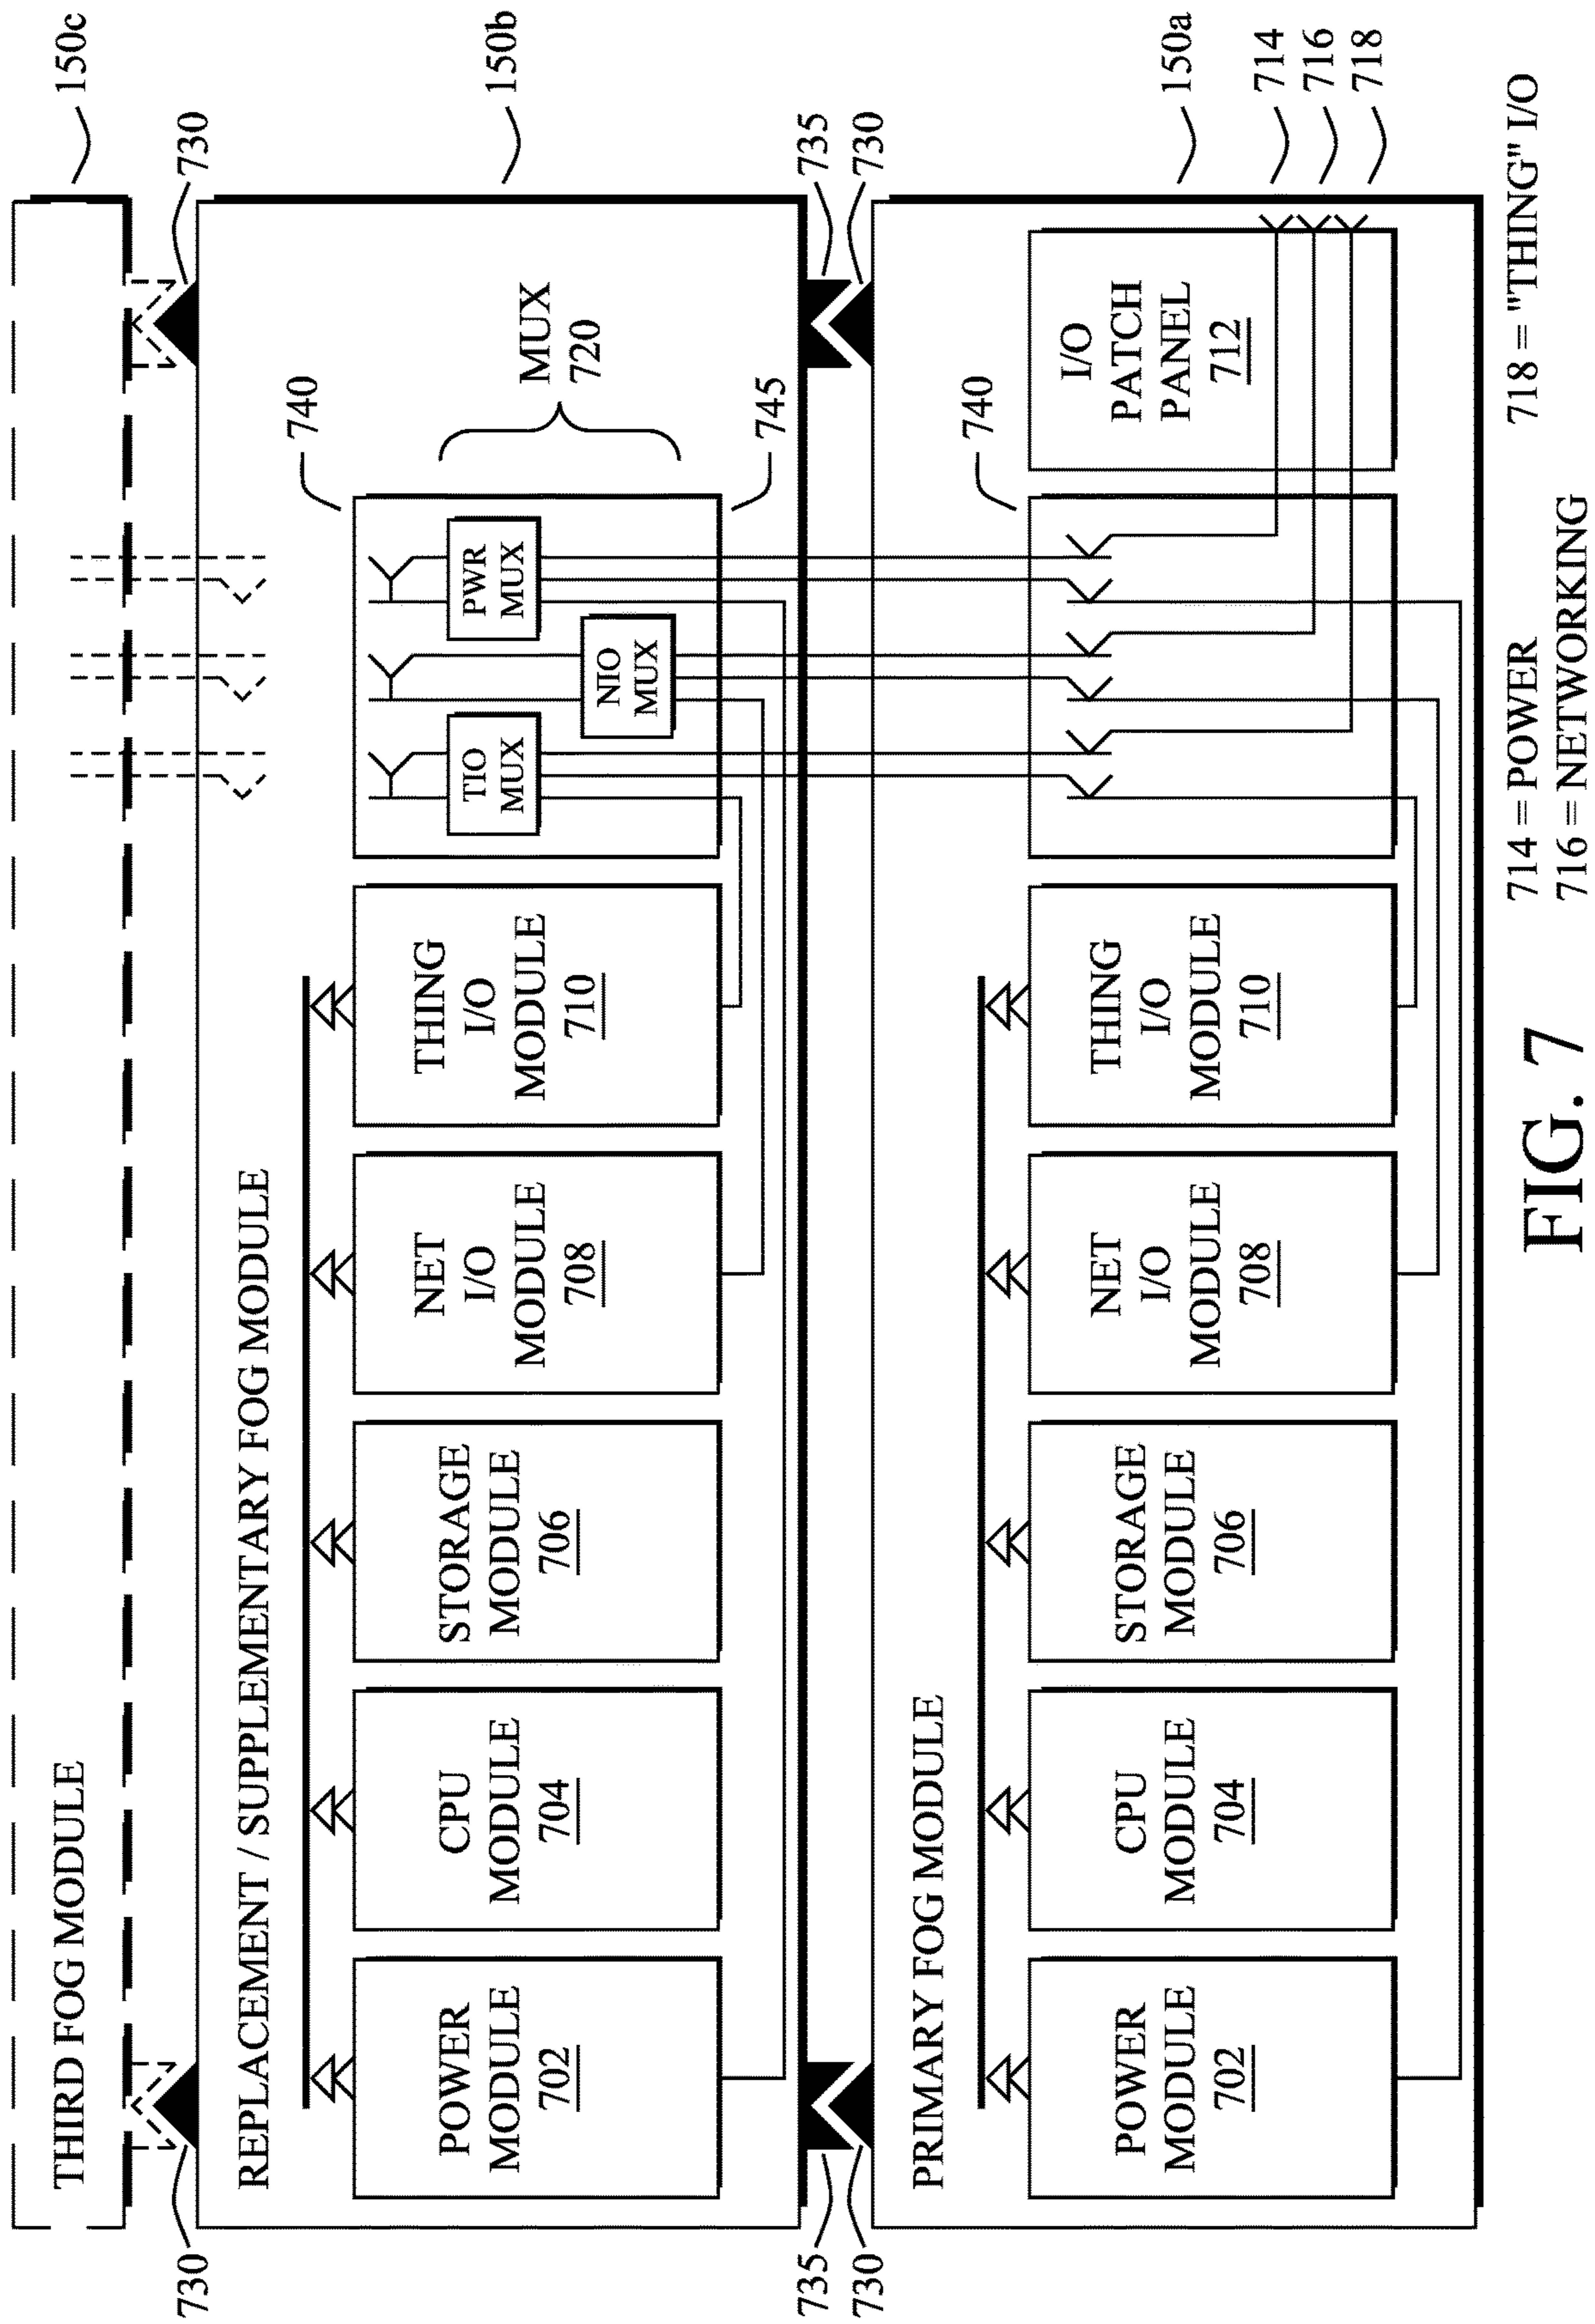 THIRD FOG MODULE
150c
730
730
REPLACEMENT / SUPPLEMENTARY FOG MODULE
150b
POWER
MODULE
702
CPU
MODULE
704
STORAGE
MODULE
706
NET
I/O
MODULE
708
THING
I/O
MODULE
710
740
TIO
MUX
NIO
MUX
PWR
MUX
MUX
720
745
735
735
730
730
PRIMARY FOG MODULE
150a
POWER
MODULE
702
CPU
MODULE
704
STORAGE
MODULE
706
NET
I/O
MODULE
708
THING
I/O
MODULE
710
740
I/O
PATCH
PANEL
712
714
716
718
714 = POWER
716 = NETWORKING
718 = "THING" I/O
FIG. 7